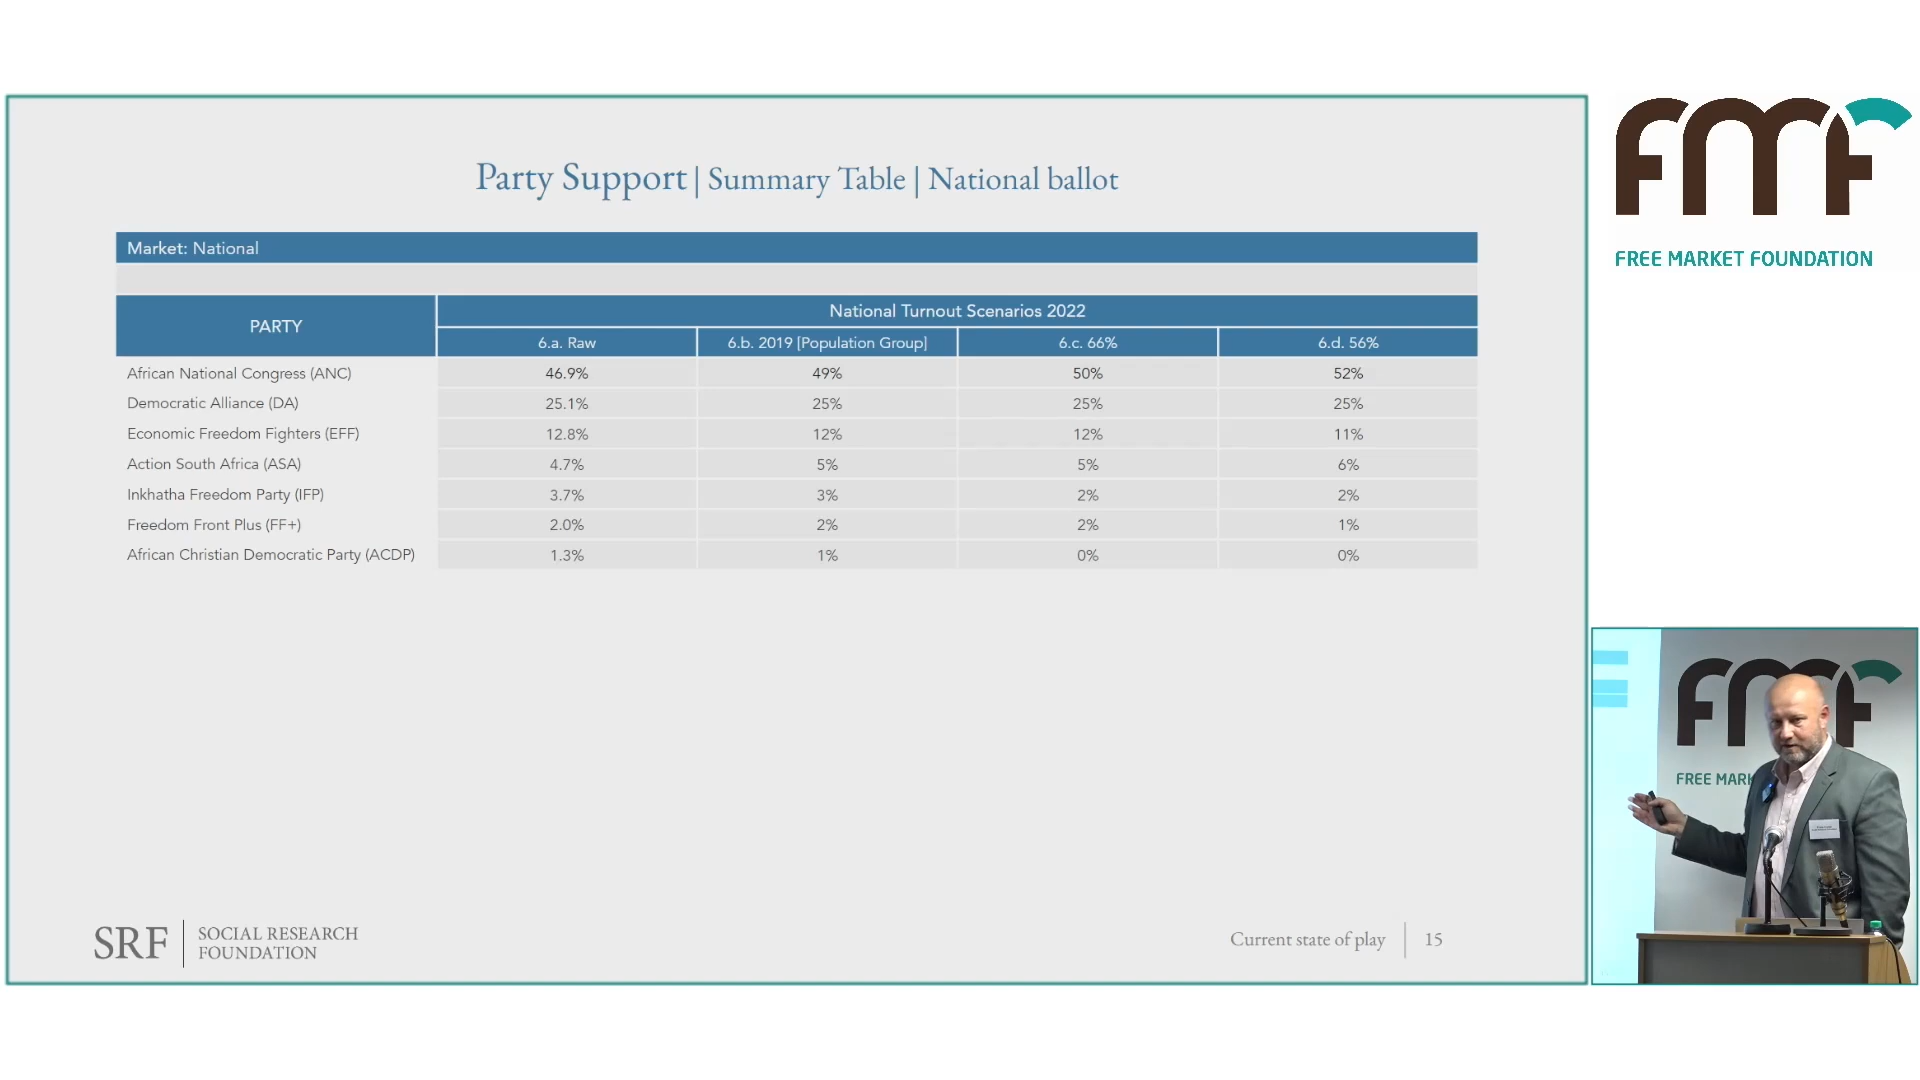 Party Support | Summary Table | National ballot
Market: National
PARTY
National Turnout Scenarios 2022
6.a. Raw 6.b. 2019 [Population Group] 6.c. 66% 6.d. 56%
African National Congress (ANC) 46.9% 49% 50% 52%
Democratic Alliance (DA) 25.1% 25% 25% 25%
Economic Freedom Fighters (EFF) 12.8% 12% 12% 11%
Action South Africa (ASA) 4.7% 5% 5% 6%
Inkhatha Freedom Party (IFP) 3.7% 3% 2% 2%
Freedom Front Plus (FF+) 2.0% 2% 2% 1%
African Christian Democratic Party (ACDP) 1.3% 1% 0% 0%
SRF
SOCIAL RESEARCH
FOUNDATION
Current state of play 15
FMF
FREE MARKET FOUNDATION
FMF
FREE MARK